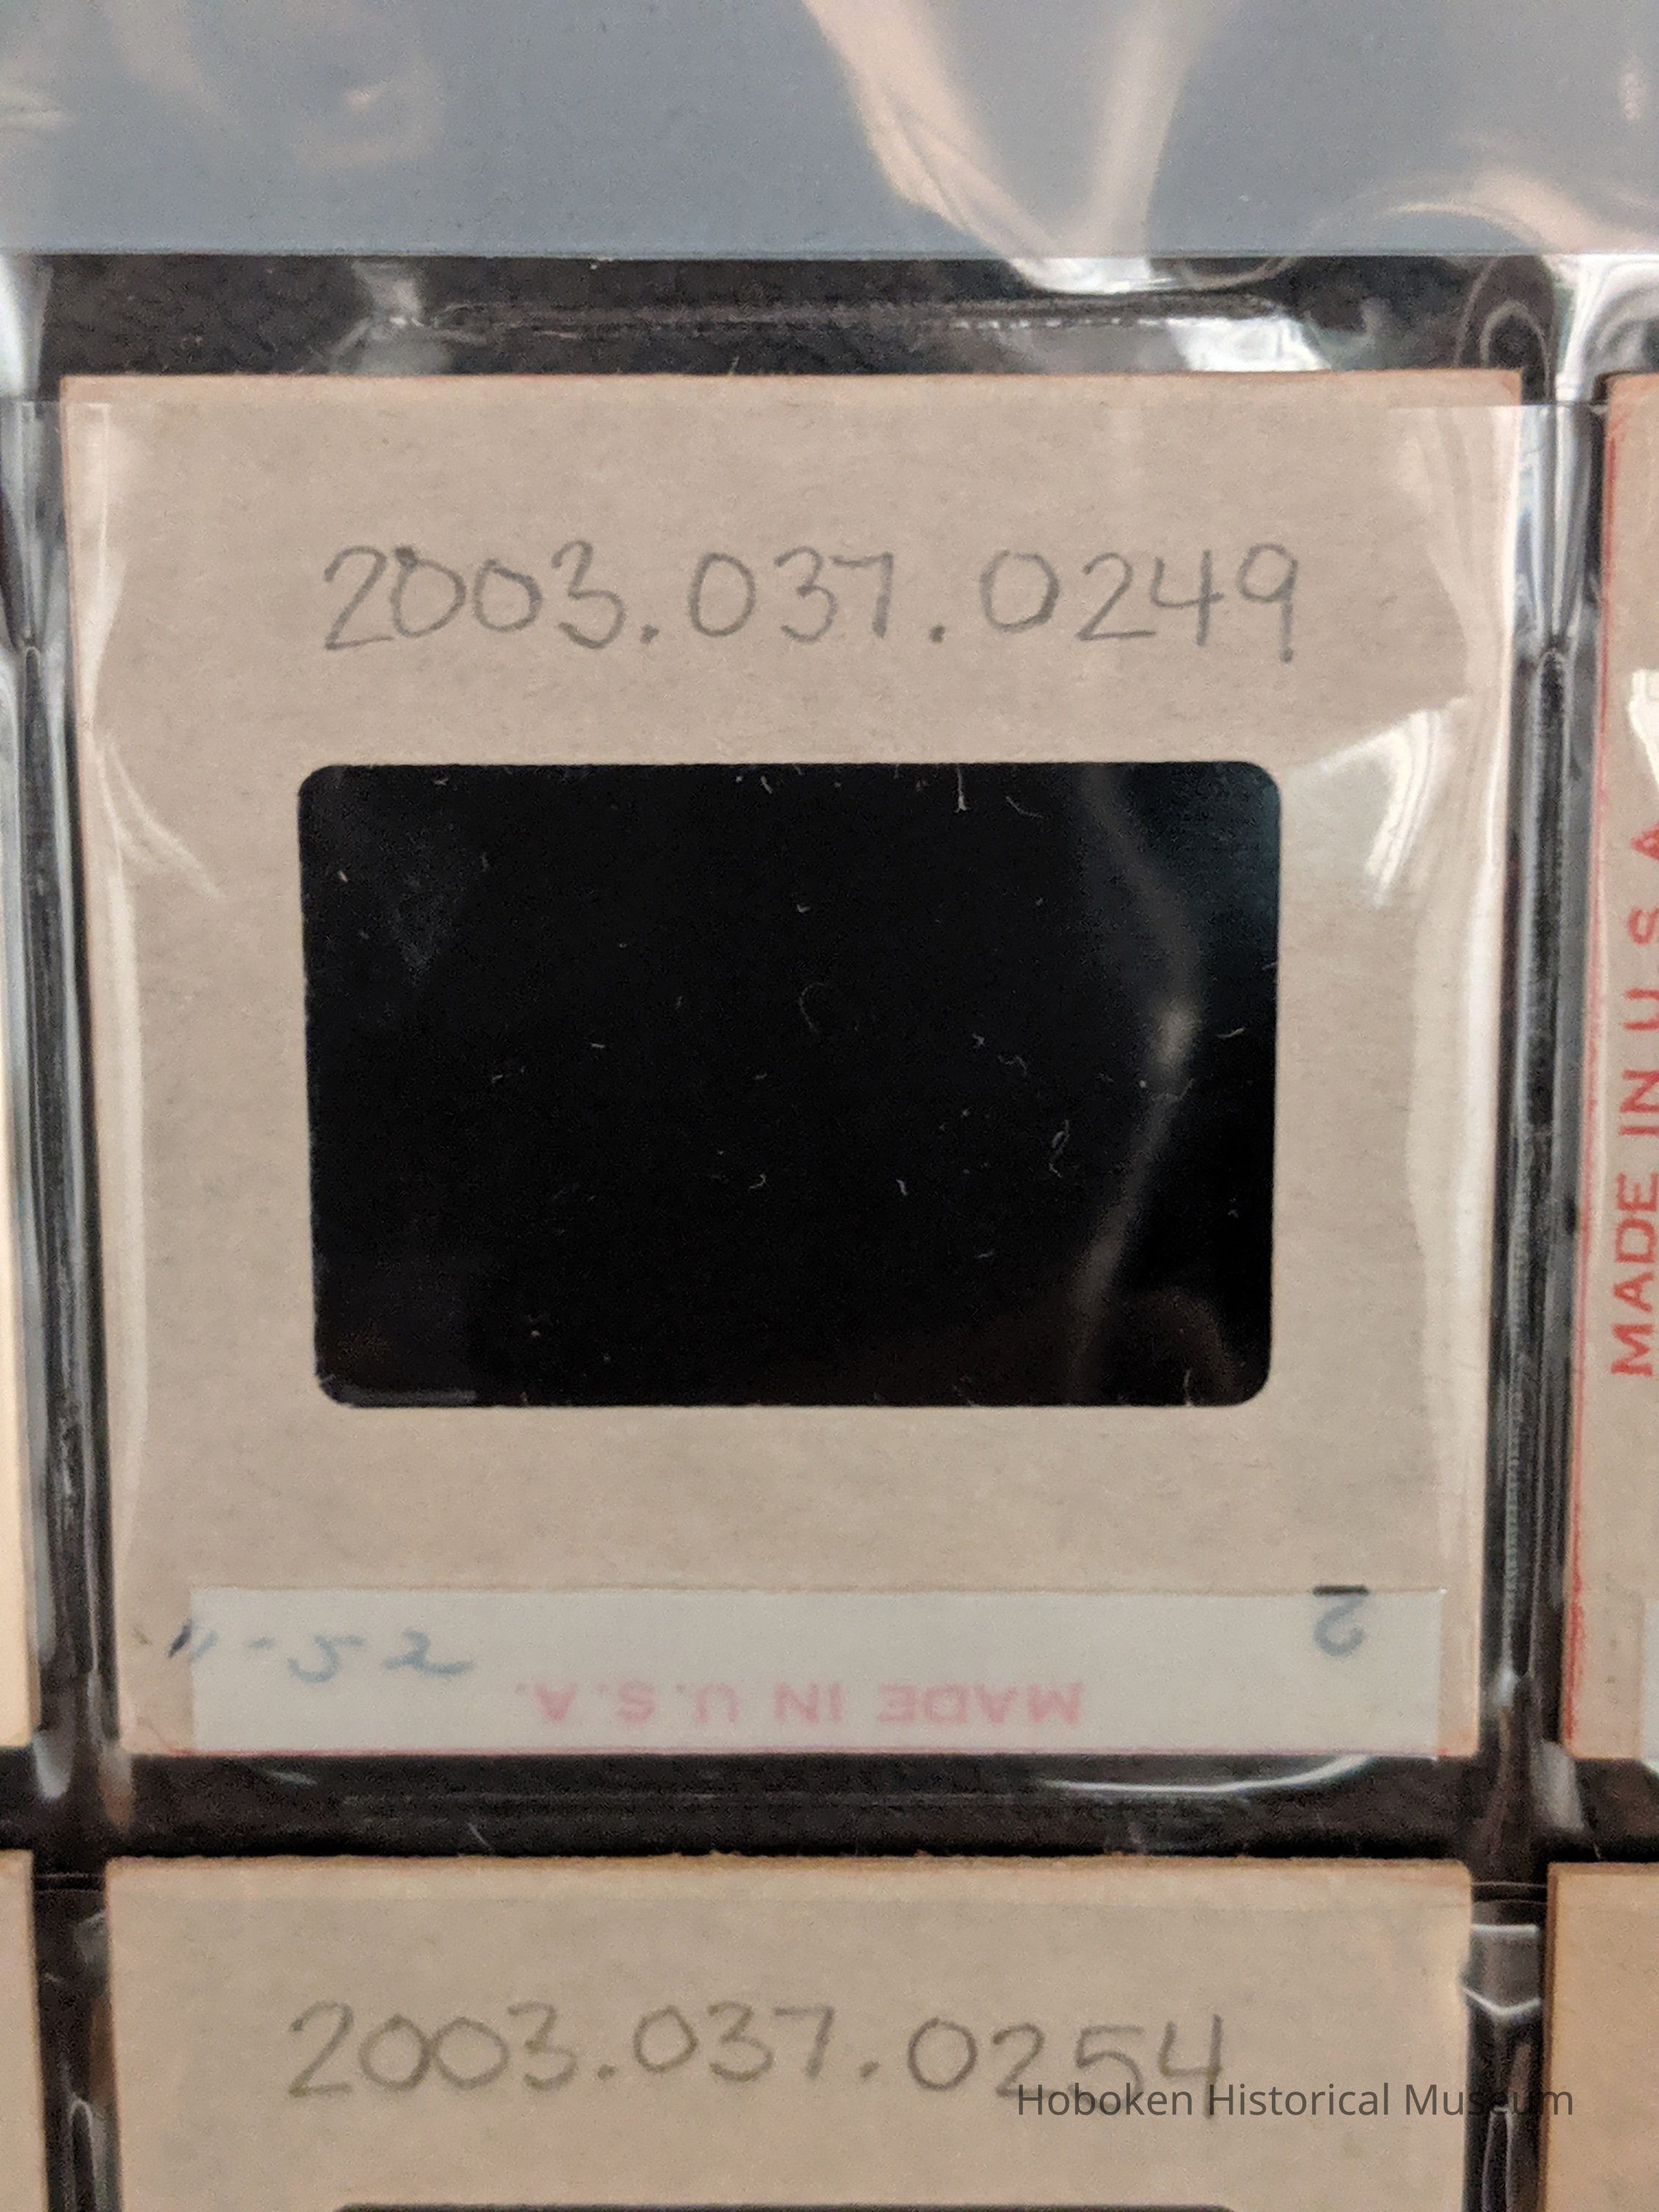 2003.037.0249
2
11-52
MADE IN U.S.A.
MADE IN U.S.A
2003.037.0254
Hoboken Historical Museum